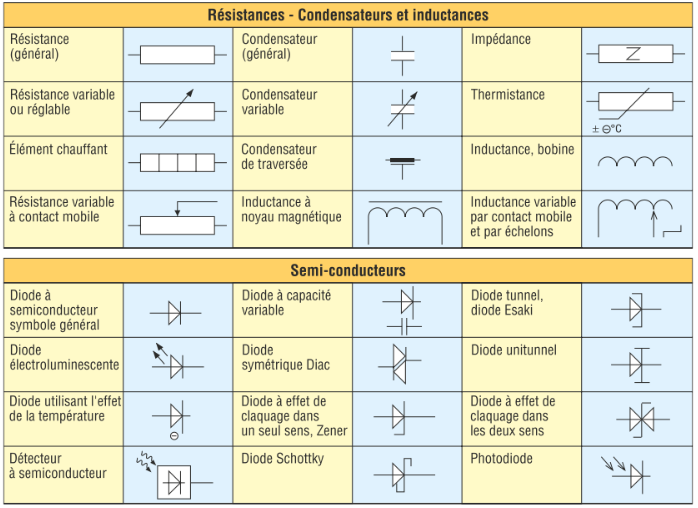 Résistances - Condensateurs et inductances
Résistance
(général)
Condensateur
(général)
Impédance
Z
Résistance variable
ou réglable
Condensateur
variable
Thermistance
± ⊖°C
Élément chauffant
Condensateur
de traversée
Inductance, bobine
Résistance variable
à contact mobile
Inductance à
noyau magnétique
Inductance variable
par contact mobile
et par échelons
Semi-conducteurs
Diode à
semiconducteur
symbole général
Diode à capacité
variable
Diode tunnel,
diode Esaki
Diode
électroluminescente
Diode
symétrique Diac
Diode unitunnel
Diode utilisant l'effet
de la température
Diode à effet de
claquage dans
un seul sens, Zener
Diode à effet de
claquage dans
les deux sens
Détecteur
à semiconducteur
Diode Schottky
Photodiode